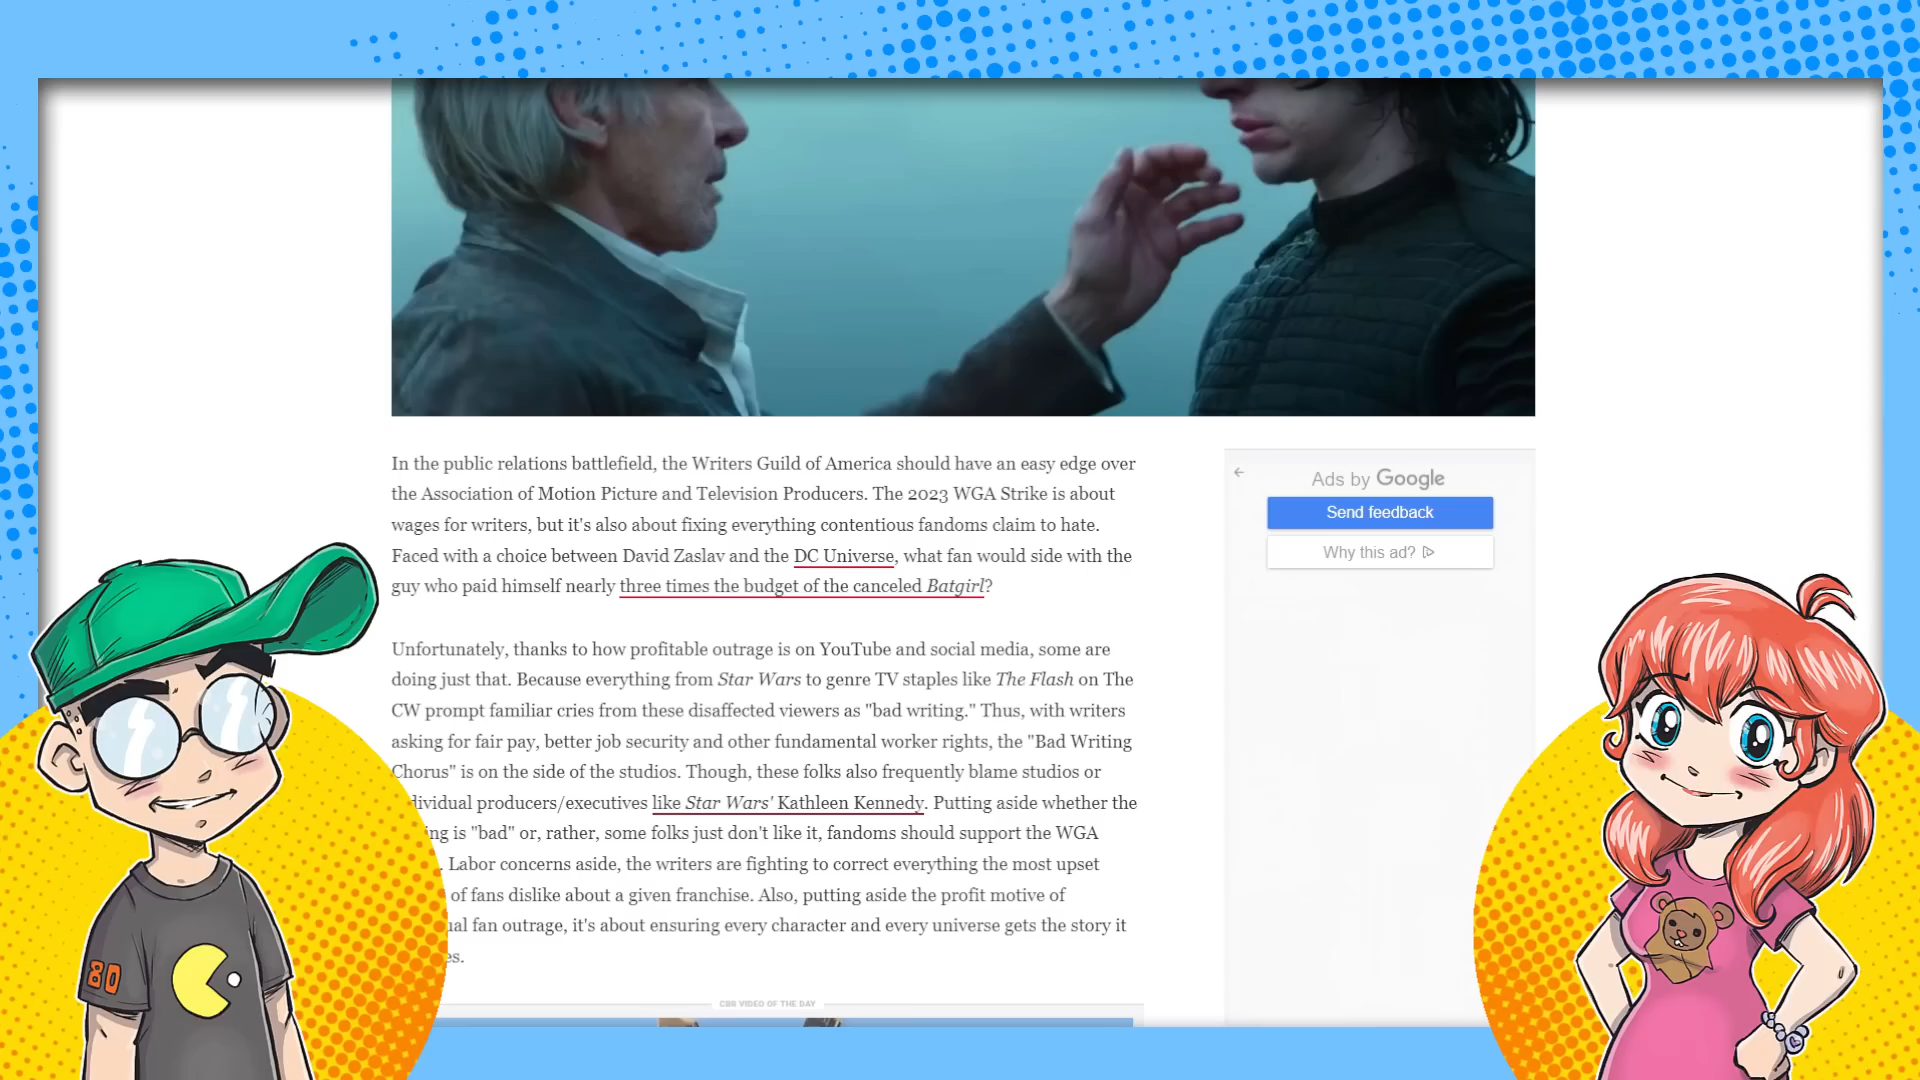 In the public relations battlefield, the Writers Guild of America should have an easy edge over
the Association of Motion Picture and Television Producers. The 2023 WGA Strike is about
wages for writers, but it's also about fixing everything contentious fandoms claim to hate.
Faced with a choice between David Zaslav and the DC Universe, what fan would side with the
guy who paid himself nearly three times the budget of the canceled Batgirl?
Unfortunately, thanks to how profitable outrage is on YouTube and social media, some are
doing just that. Because everything from Star Wars to genre TV staples like The Flash on The
CW prompt familiar cries from these disaffected viewers as "bad writing." Thus, with writers
asking for fair pay, better job security and other fundamental worker rights, the "Bad Writing
Chorus" is on the side of the studios. Though, these folks also frequently blame studios or
dividual producers/executives like Star Wars' Kathleen Kennedy. Putting aside whether the
ng is "bad" or, rather, some folks just don't like it, fandoms should support the WGA
. Labor concerns aside, the writers are fighting to correct everything the most upset
of fans dislike about a given franchise. Also, putting aside the profit motive of
ual fan outrage, it's about ensuring every character and every universe gets the story it
es.
CBR VIDEO OF THE DAY
Ads by Google
Send feedback
Why this ad?
80